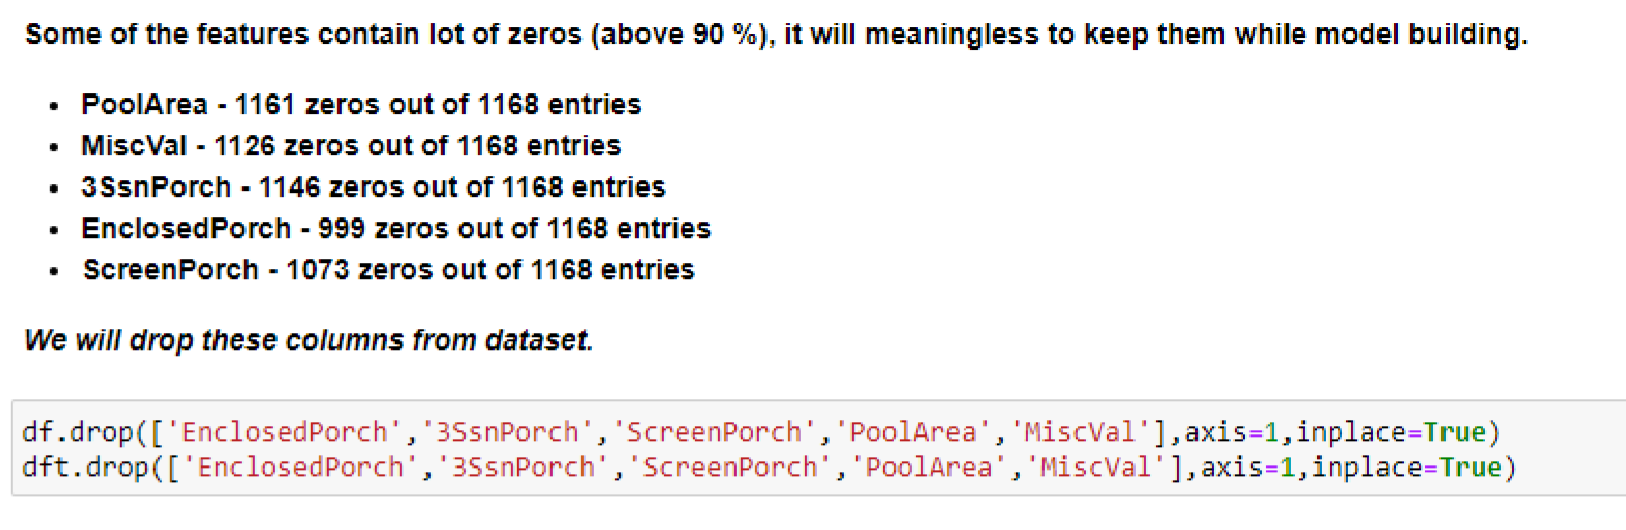 Some of the features contain lot of zeros (above 90 %), it will meaningless to keep them while model building.
• PoolArea - 1161 zeros out of 1168 entries
• MiscVal - 1126 zeros out of 1168 entries
• 3SsnPorch - 1146 zeros out of 1168 entries
• EnclosedPorch - 999 zeros out of 1168 entries
• ScreenPorch - 1073 zeros out of 1168 entries
We will drop these columns from dataset.
df.drop(['EnclosedPorch','3SsnPorch','ScreenPorch','PoolArea','MiscVal'],axis=1,inplace=True)
dft.drop(['EnclosedPorch','3SsnPorch','ScreenPorch','PoolArea','MiscVal'],axis=1,inplace=True)